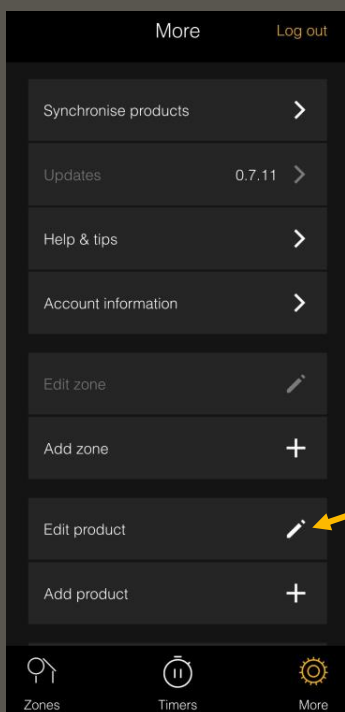 More Log out
Synchronise products
Updates 0.7.11
Help & tips
Account information
Edit zone
Add zone
Edit product
Add product
Zones Timers More